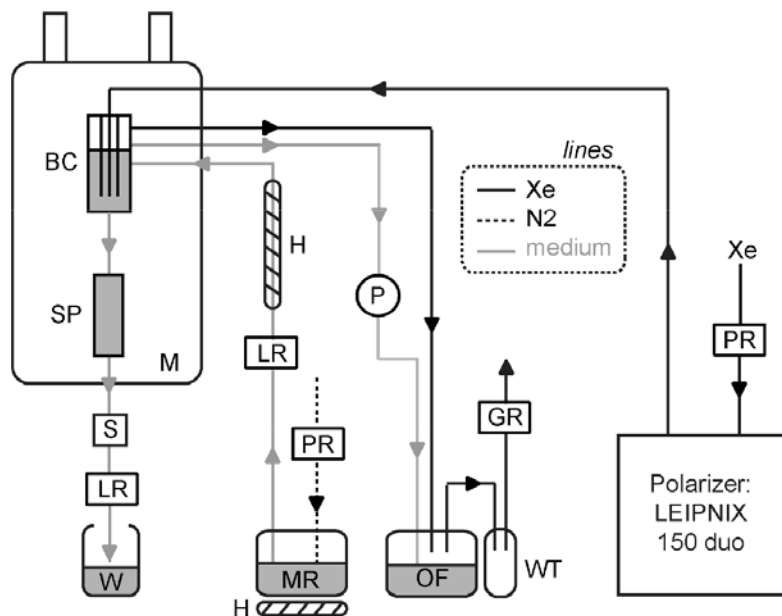 BC
SP
M
S
LR
W
H
LR
PR
MR
H
P
OF
GR
WT
lines
Xe
N2
medium
Xe
PR
Polarizer:
LEIPNIX
150 duo